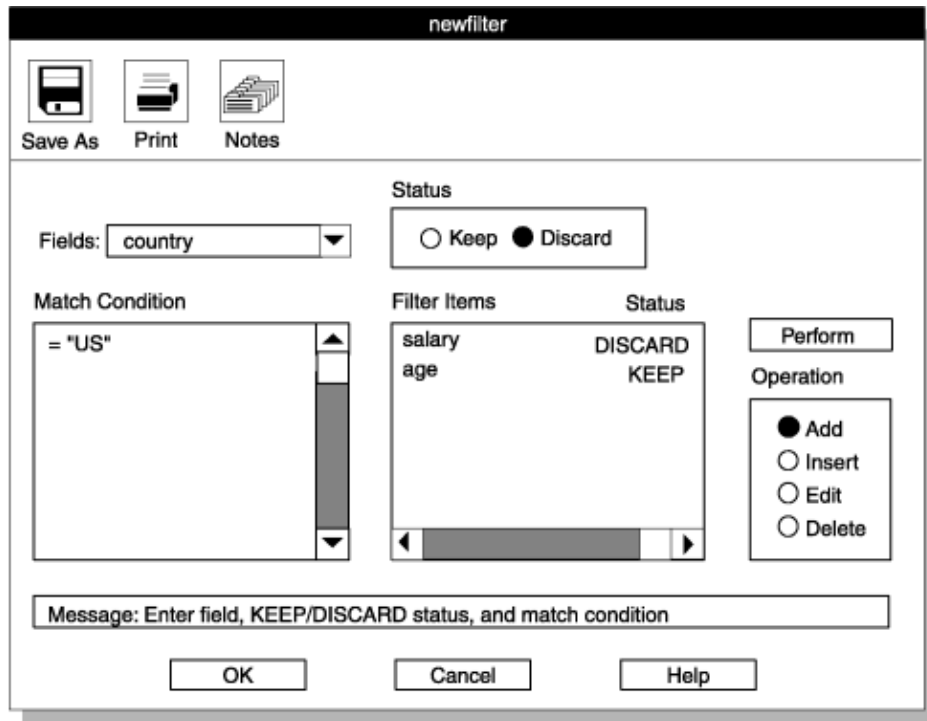 newfilter
Save As Print Notes
Status
Fields: country
Keep Discard
Match Condition
= "US"
Filter Items Status
salary DISCARD
age KEEP
Perform
Operation
Add
Insert
Edit
Delete
Message: Enter field, KEEP/DISCARD status, and match condition
OK Cancel Help